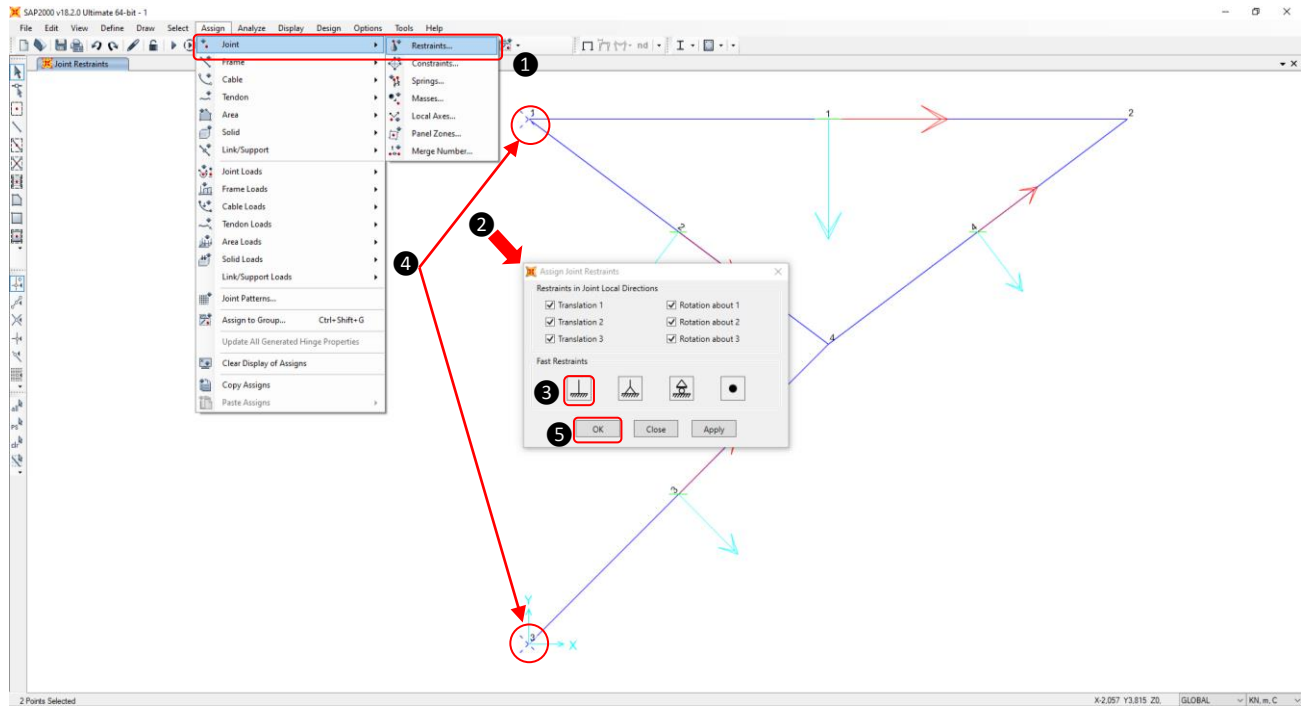 SAP2000 v18.2.0 Ultimate 64-bit - 1
File Edit View Define Draw Select Assign Analyze Display Design Options Tools Help
nd
Joint Restraints
Joint
Frame
Cable
Tendon
Area
Solid
Link/Support
Joint Loads
Frame Loads
Cable Loads
Tendon Loads
Area Loads
Solid Loads
Link/Support Loads
Joint Patterns...
Assign to Group... Ctrl+Shift+G
Update All Generated Hinge Properties
Clear Display of Assigns
Copy Assigns
Paste Assigns
Restraints...
Constraints...
Springs...
Masses...
Local Axes...
Panel Zones...
Merge Number...
1
1
1
2
2
4
2
4
Assign Joint Restraints
Restraints in Joint Local Directions
Translation 1 Rotation about 1
Translation 2 Rotation about 2
Translation 3 Rotation about 3
Fast Restraints
3
5
OK Close Apply
4
3
Y
3
X
2 Points Selected
X-2,057 Y3,815 Z0, GLOBAL KN, m, C